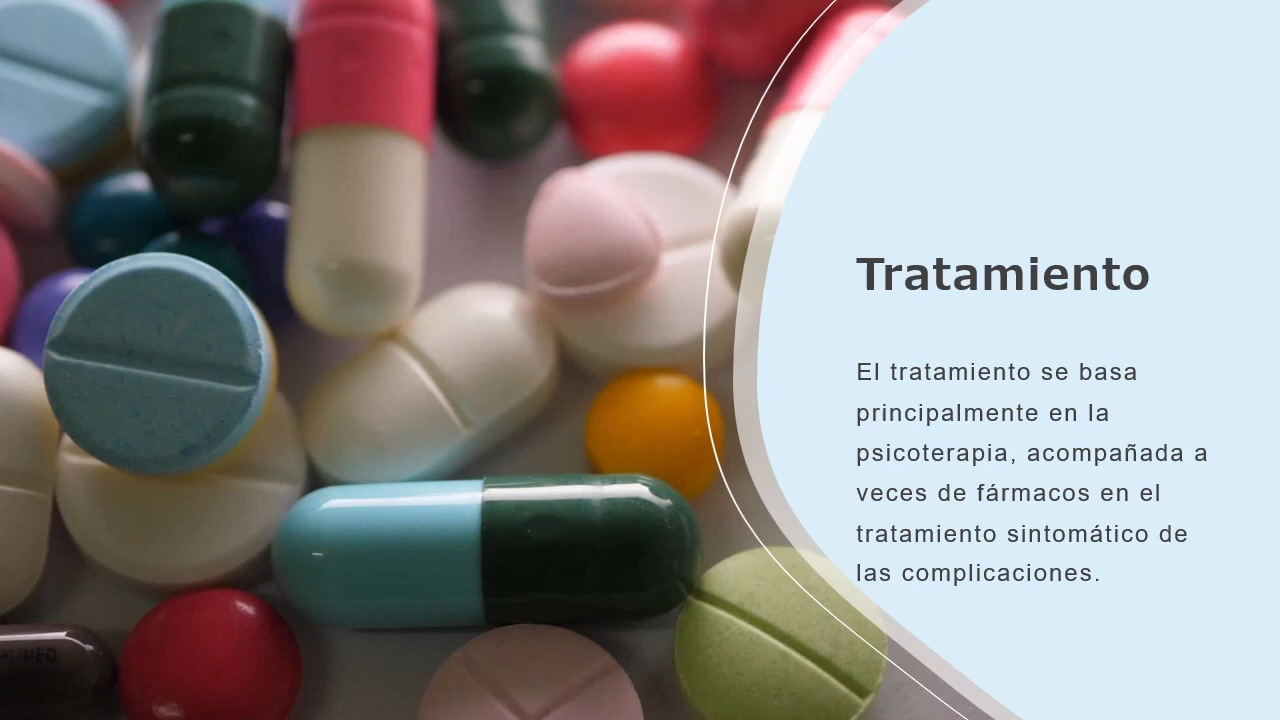 Tratamiento
El tratamiento se basa
principalmente en la
psicoterapia, acompañada a
veces de fármacos en el
tratamiento sintomático de
las complicaciones.